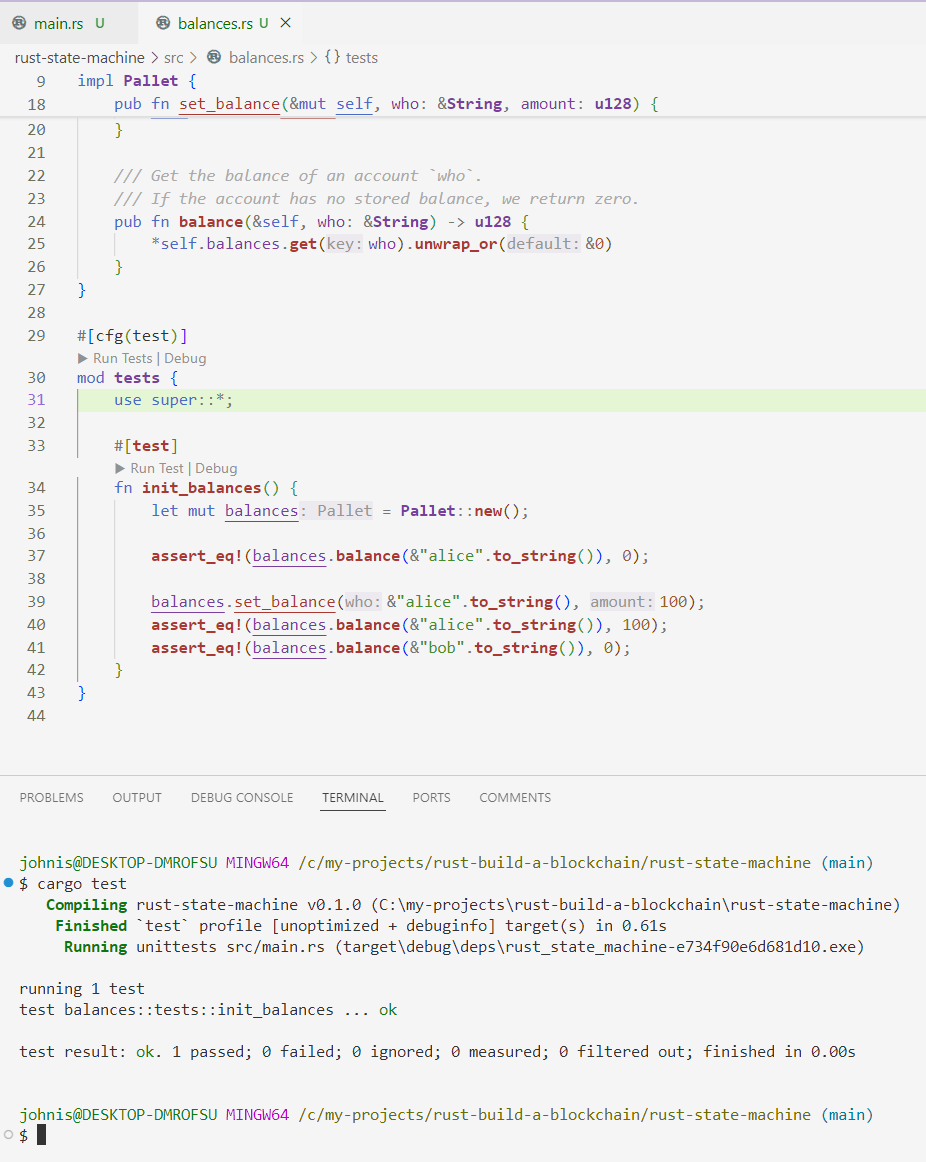 main.rs U balances.rs U
rust-state-machine > src > balances.rs > {} tests
9 impl Pallet {
18     pub fn set_balance(&mut self, who: &String, amount: u128) {
20     }
21
22     /// Get the balance of an account `who`.
23     /// If the account has no stored balance, we return zero.
24     pub fn balance(&self, who: &String) -> u128 {
25         *self.balances.get(key: who).unwrap_or(default: &0)
26     }
27 }
28
29 #[cfg(test)]
▶ Run Tests | Debug
30 mod tests {
31     use super::*;
32
33     #[test]
▶ Run Test | Debug
34     fn init_balances() {
35         let mut balances: Pallet = Pallet::new();
36
37         assert_eq!(balances.balance(&"alice".to_string()), 0);
38
39         balances.set_balance(who: &"alice".to_string(), amount: 100);
40         assert_eq!(balances.balance(&"alice".to_string()), 100);
41         assert_eq!(balances.balance(&"bob".to_string()), 0);
42     }
43 }
44
PROBLEMS OUTPUT DEBUG CONSOLE TERMINAL PORTS COMMENTS
johnis@DESKTOP-DMROFSU MINGW64 /c/my-projects/rust-build-a-blockchain/rust-state-machine (main)
$ cargo test
   Compiling rust-state-machine v0.1.0 (C:\my-projects\rust-build-a-blockchain\rust-state-machine)
    Finished `test` profile [unoptimized + debuginfo] target(s) in 0.61s
     Running unittests src/main.rs (target\debug\deps\rust_state_machine-e734f90e6d681d10.exe)
running 1 test
test balances::tests::init_balances ... ok
test result: ok. 1 passed; 0 failed; 0 ignored; 0 measured; 0 filtered out; finished in 0.00s
johnis@DESKTOP-DMROFSU MINGW64 /c/my-projects/rust-build-a-blockchain/rust-state-machine (main)
$